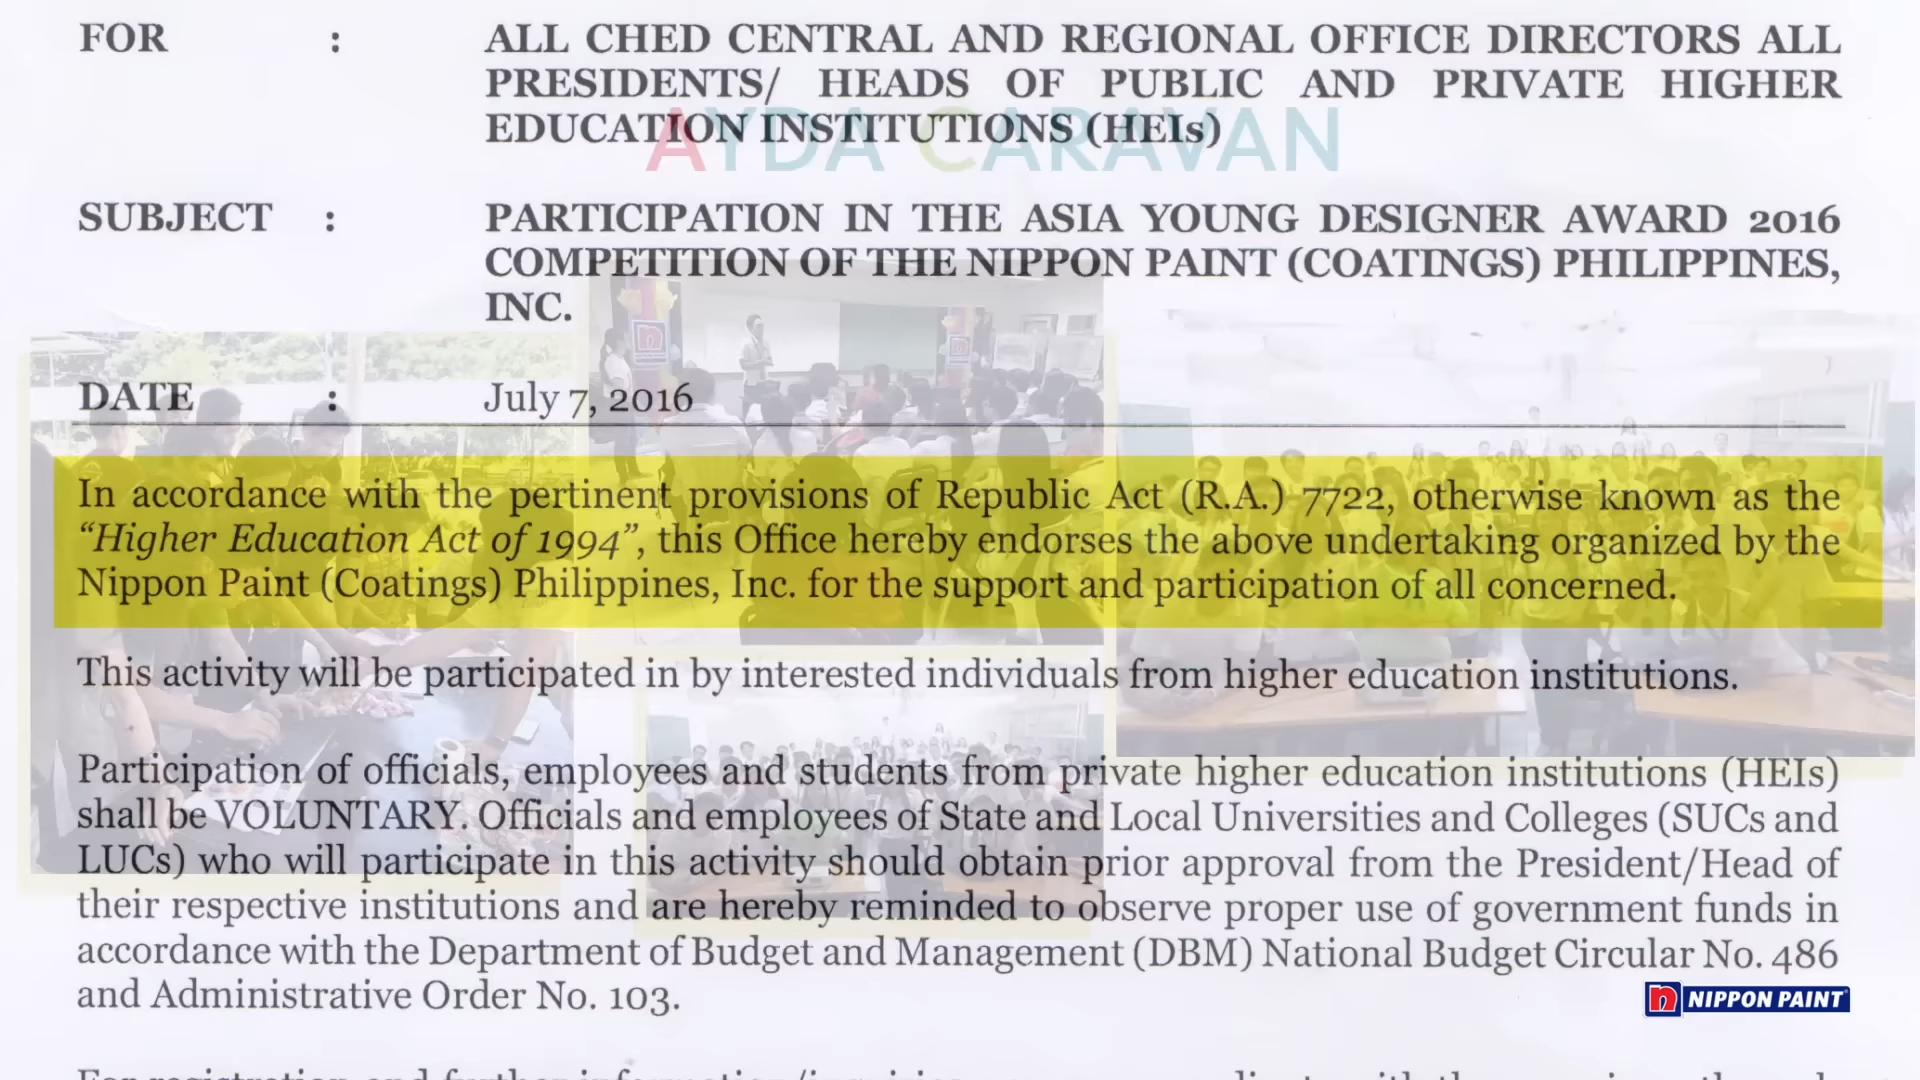 FOR : ALL CHED CENTRAL AND REGIONAL OFFICE DIRECTORS ALL
PRESIDENTS/ HEADS OF PUBLIC AND PRIVATE HIGHER
EDUCATION INSTITUTIONS (HEIs)
AYDA CARAVAN
SUBJECT : PARTICIPATION IN THE ASIA YOUNG DESIGNER AWARD 2016
COMPETITION OF THE NIPPON PAINT (COATINGS) PHILIPPINES,
INC.
DATE : July 7, 2016
In accordance with the pertinent provisions of Republic Act (R.A.) 7722, otherwise known as the
“Higher Education Act of 1994”, this Office hereby endorses the above undertaking organized by the
Nippon Paint (Coatings) Philippines, Inc. for the support and participation of all concerned.
This activity will be participated in by interested individuals from higher education institutions.
Participation of officials, employees and students from private higher education institutions (HEIs)
shall be VOLUNTARY. Officials and employees of State and Local Universities and Colleges (SUCs and
LUCs) who will participate in this activity should obtain prior approval from the President/Head of
their respective institutions and are hereby reminded to observe proper use of government funds in
accordance with the Department of Budget and Management (DBM) National Budget Circular No. 486
and Administrative Order No. 103.
n NIPPON PAINT